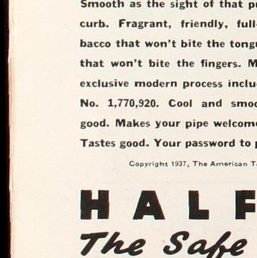 Smooth as the sight of that p
curb. Fragrant, friendly, full
bacco that won't bite the tong
that won't bite the fingers. M
exclusive modern process inclu
No. 1,770,920. Cool and smoo
good. Makes your pipe welcom
Tastes good. Your password to p
Copyright 1937, The American T
HALF
The Safe